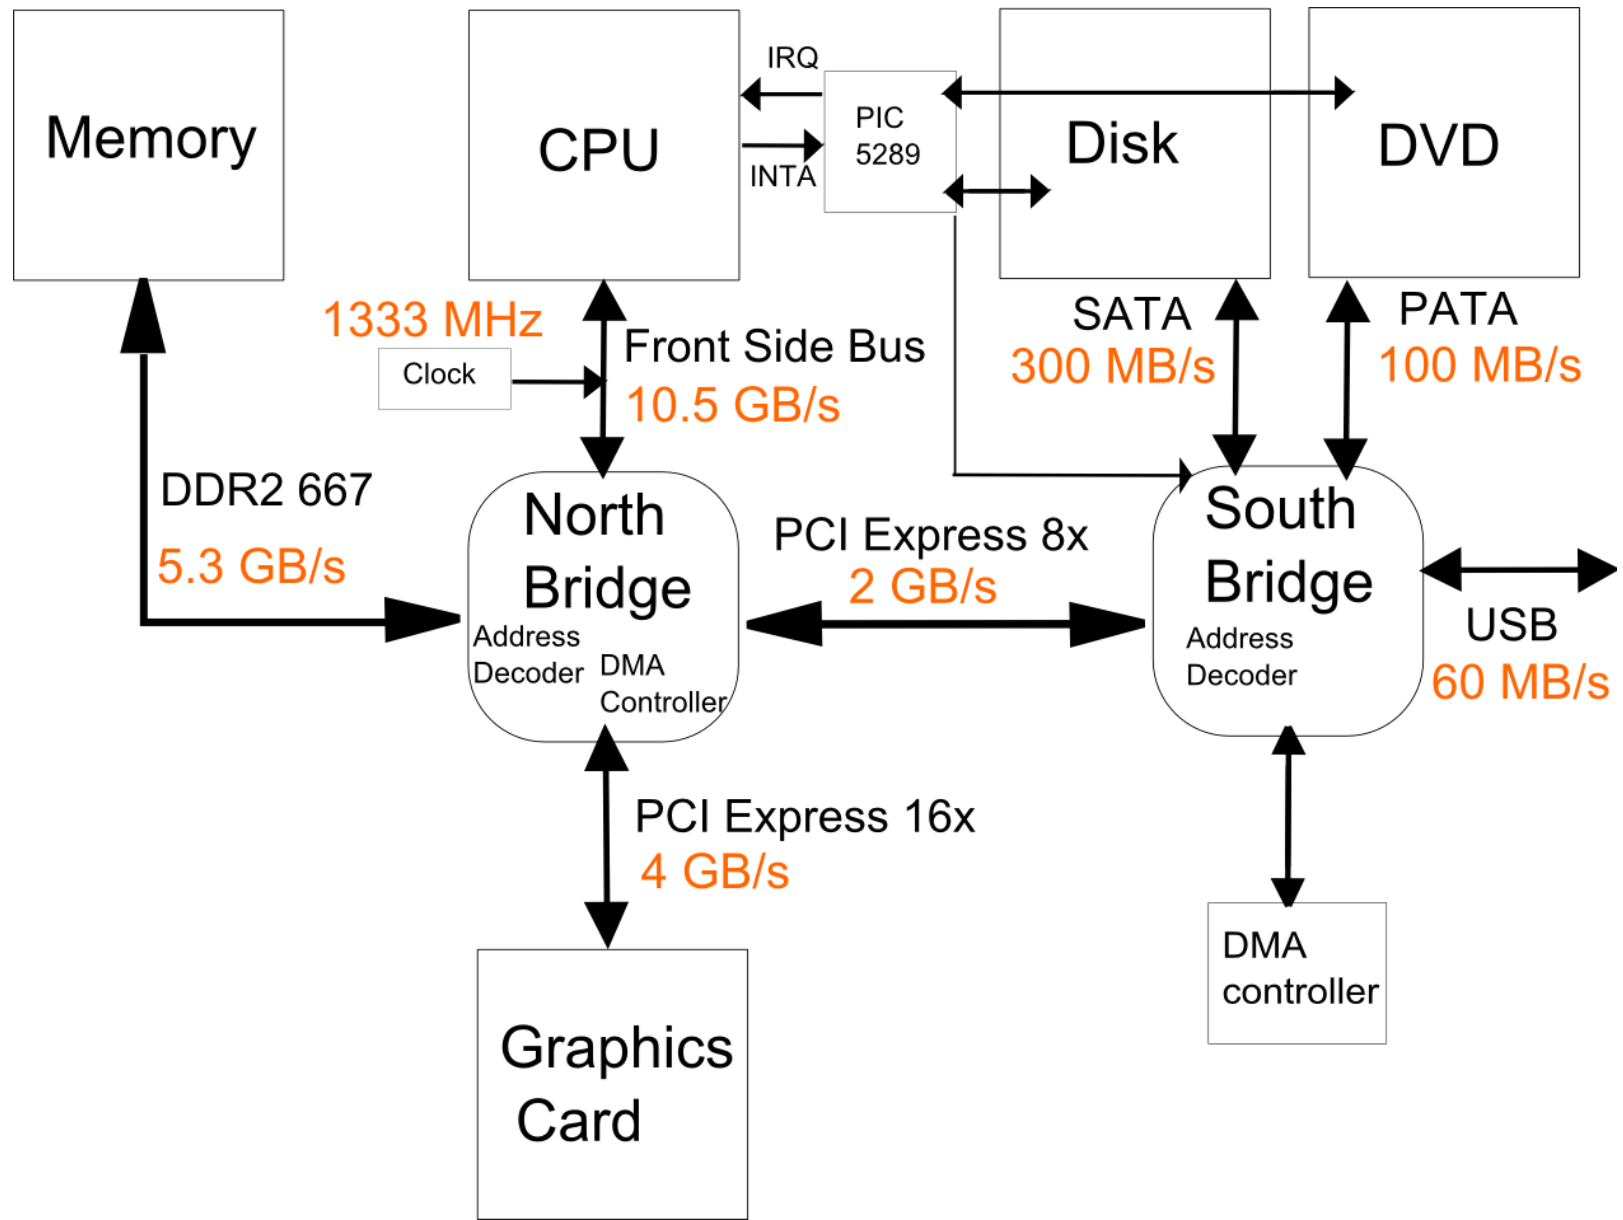 Memory
CPU
IRQ
INTA
PIC
5289
Disk
DVD
1333 MHz
Clock
Front Side Bus
10.5 GB/s
SATA
300 MB/s
PATA
100 MB/s
DDR2 667
5.3 GB/s
North
Bridge
Address
Decoder
DMA
Controller
PCI Express 8x
2 GB/s
South
Bridge
Address
Decoder
USB
60 MB/s
PCI Express 16x
4 GB/s
DMA
controller
Graphics
Card